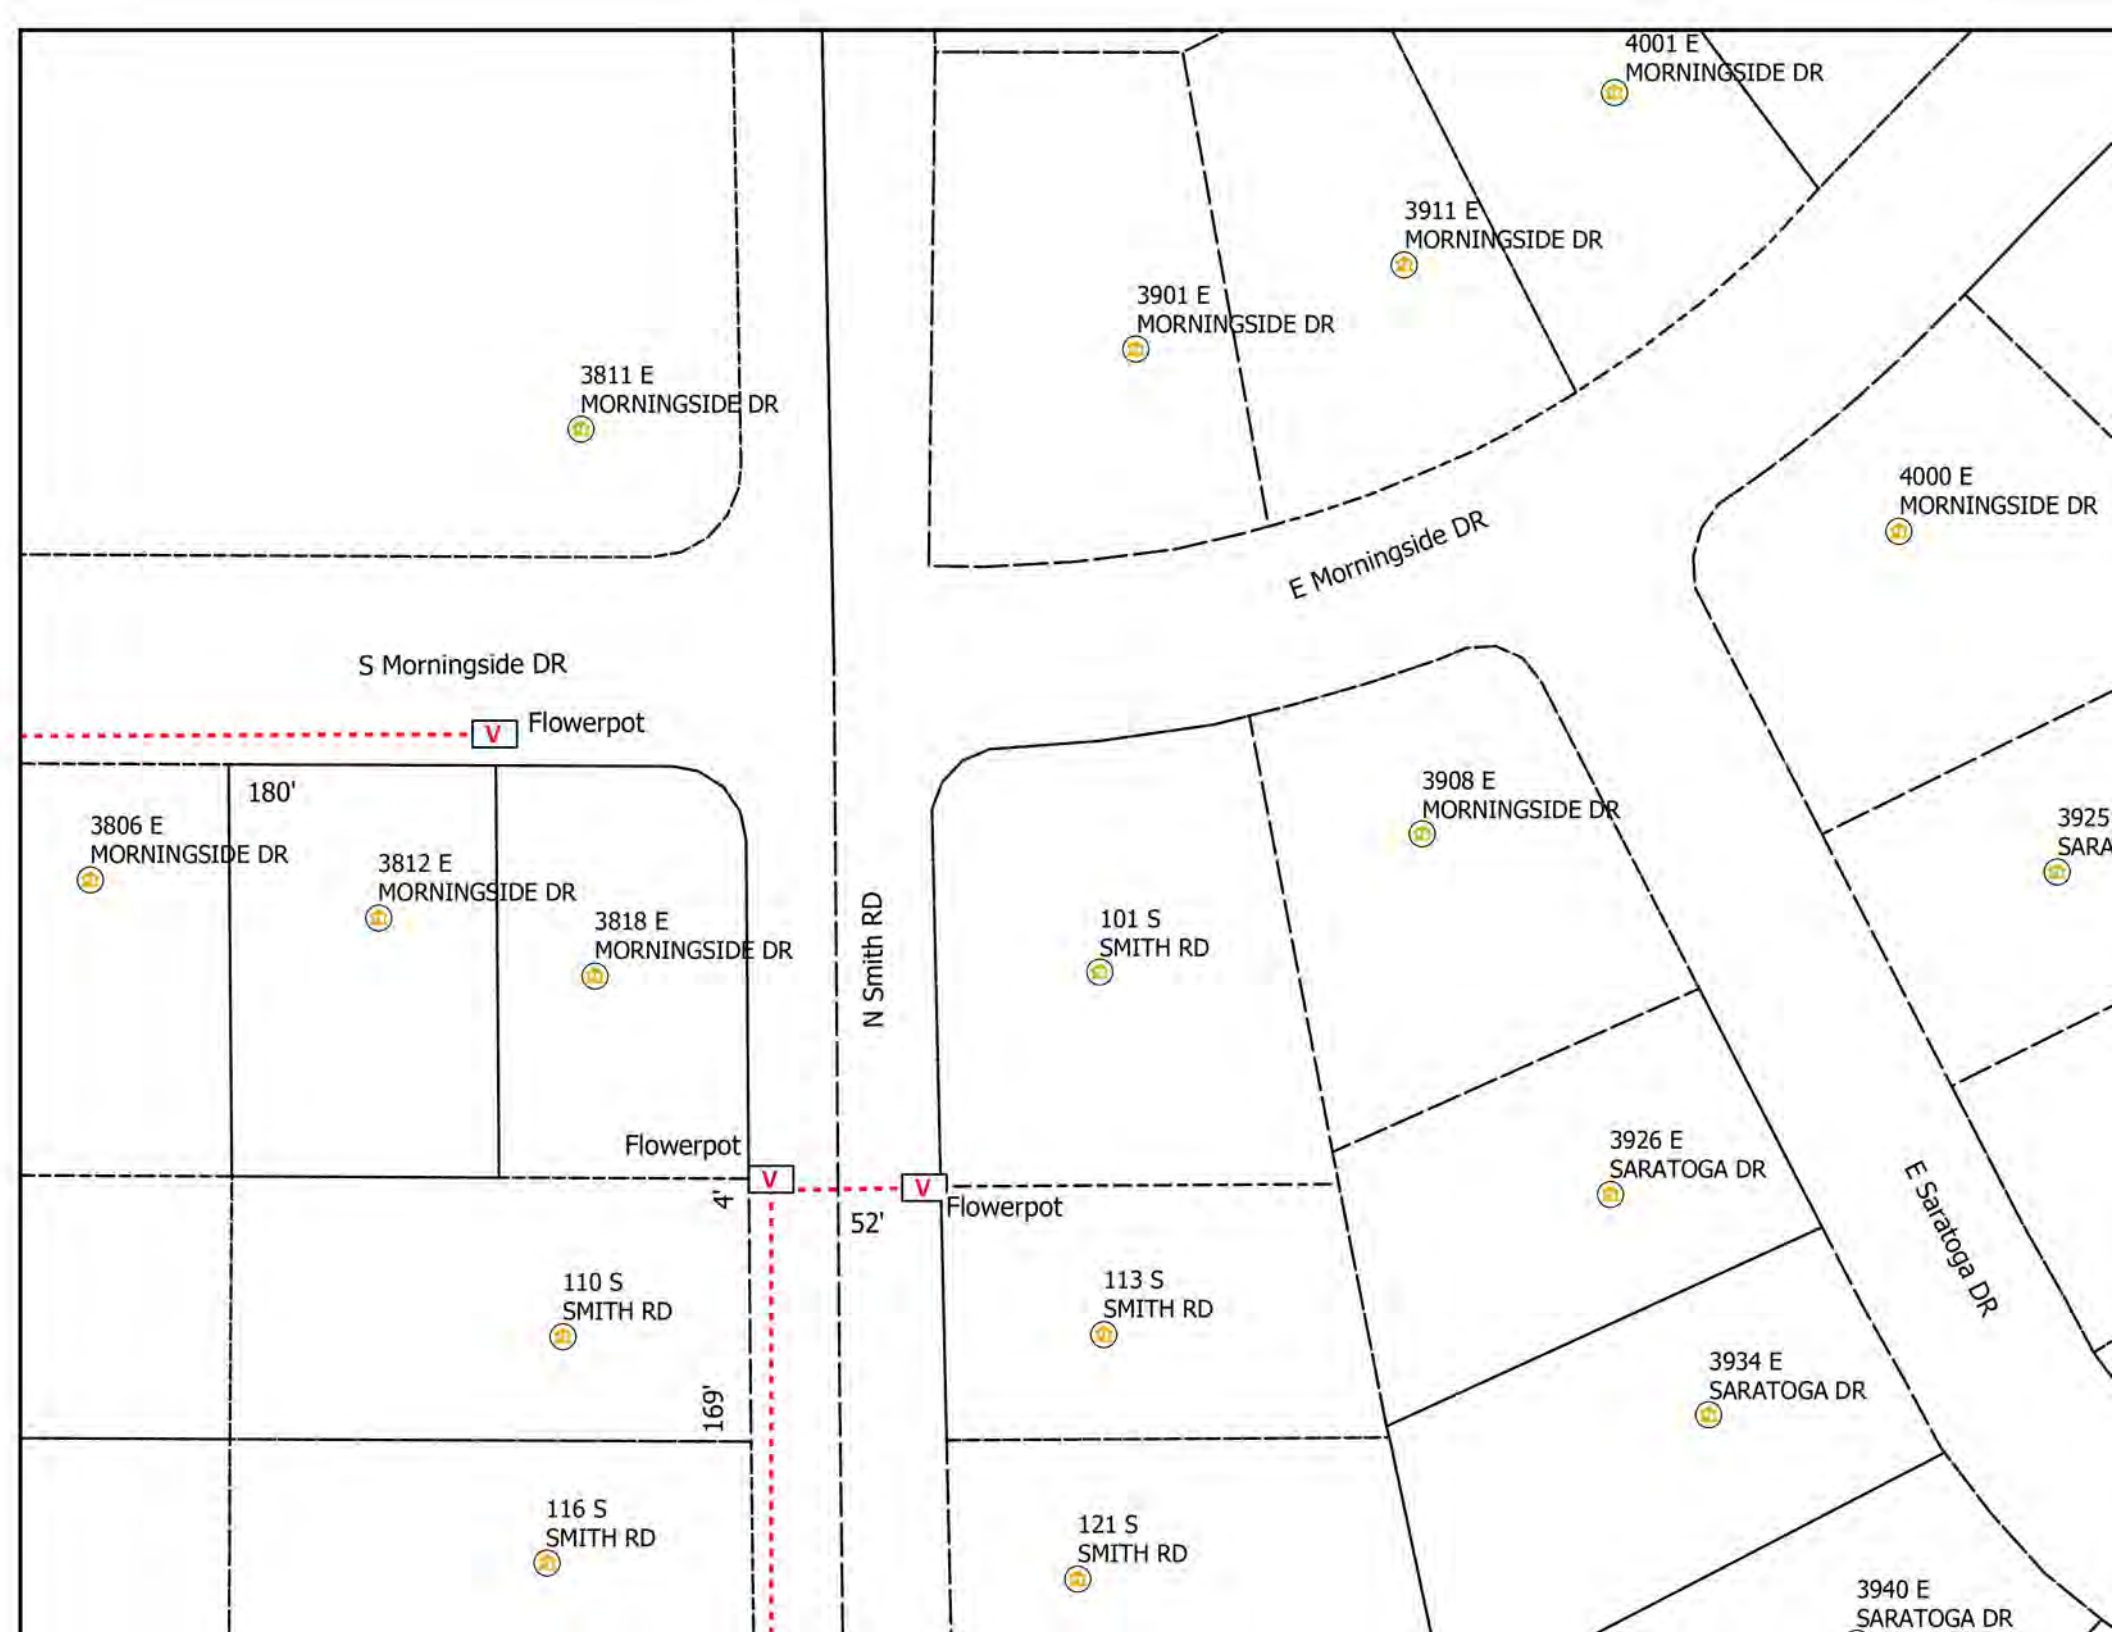 4001 E
MORNINGSIDE DR
3911 E
MORNINGSIDE DR
3901 E
MORNINGSIDE DR
3811 E
MORNINGSIDE DR
4000 E
MORNINGSIDE DR
E Morningside DR
S Morningside DR
V
Flowerpot
180'
3806 E
MORNINGSIDE DR
3812 E
MORNINGSIDE DR
3818 E
MORNINGSIDE DR
N Smith RD
101 S
SMITH RD
3908 E
MORNINGSIDE DR
3925
SARA
Flowerpot
V
4'
V
Flowerpot
52'
3926 E
SARATOGA DR
E Saratoga DR
110 S
SMITH RD
113 S
SMITH RD
169'
3934 E
SARATOGA DR
116 S
SMITH RD
121 S
SMITH RD
3940 E
SARATOGA DR